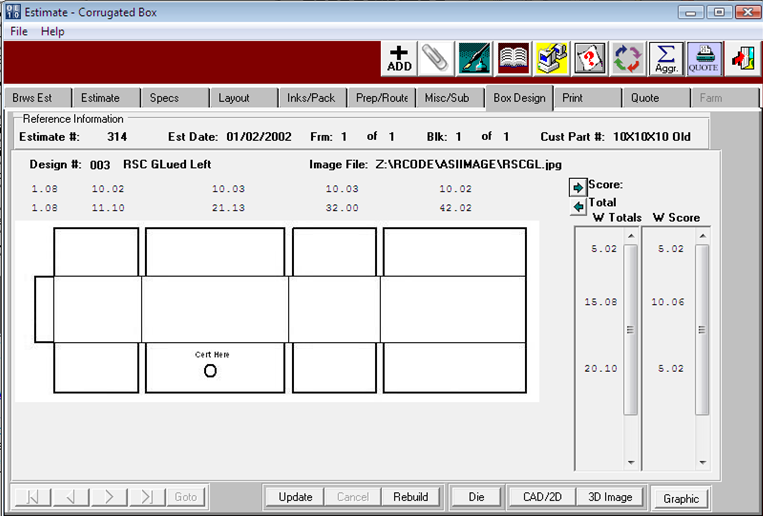 Estimate - Corrugated Box
File Help
ADD Σ Aggr. QUOTE
Brws Est Estimate Specs Layout Inks/Pack Prep/Route Misc/Sub Box Design Print Quote Farm
Reference Information
Estimate #: 314 Est Date: 01/02/2002 Frm: 1 of 1 Blk: 1 of 1 Cust Part #: 10X10X10 Old
Design #: 003 RSC GLued Left Image File: Z:\RCODE\ASIIMAGE\RSCGL.jpg
1.08 10.02 10.03 10.03 10.02 Score:
1.08 11.10 21.13 32.00 42.02 Total
W Totals W Score
5.02 5.02
15.08 10.06
Cert Here
20.10 5.02
Goto Update Cancel Rebuild Die CAD/2D 3D Image Graphic